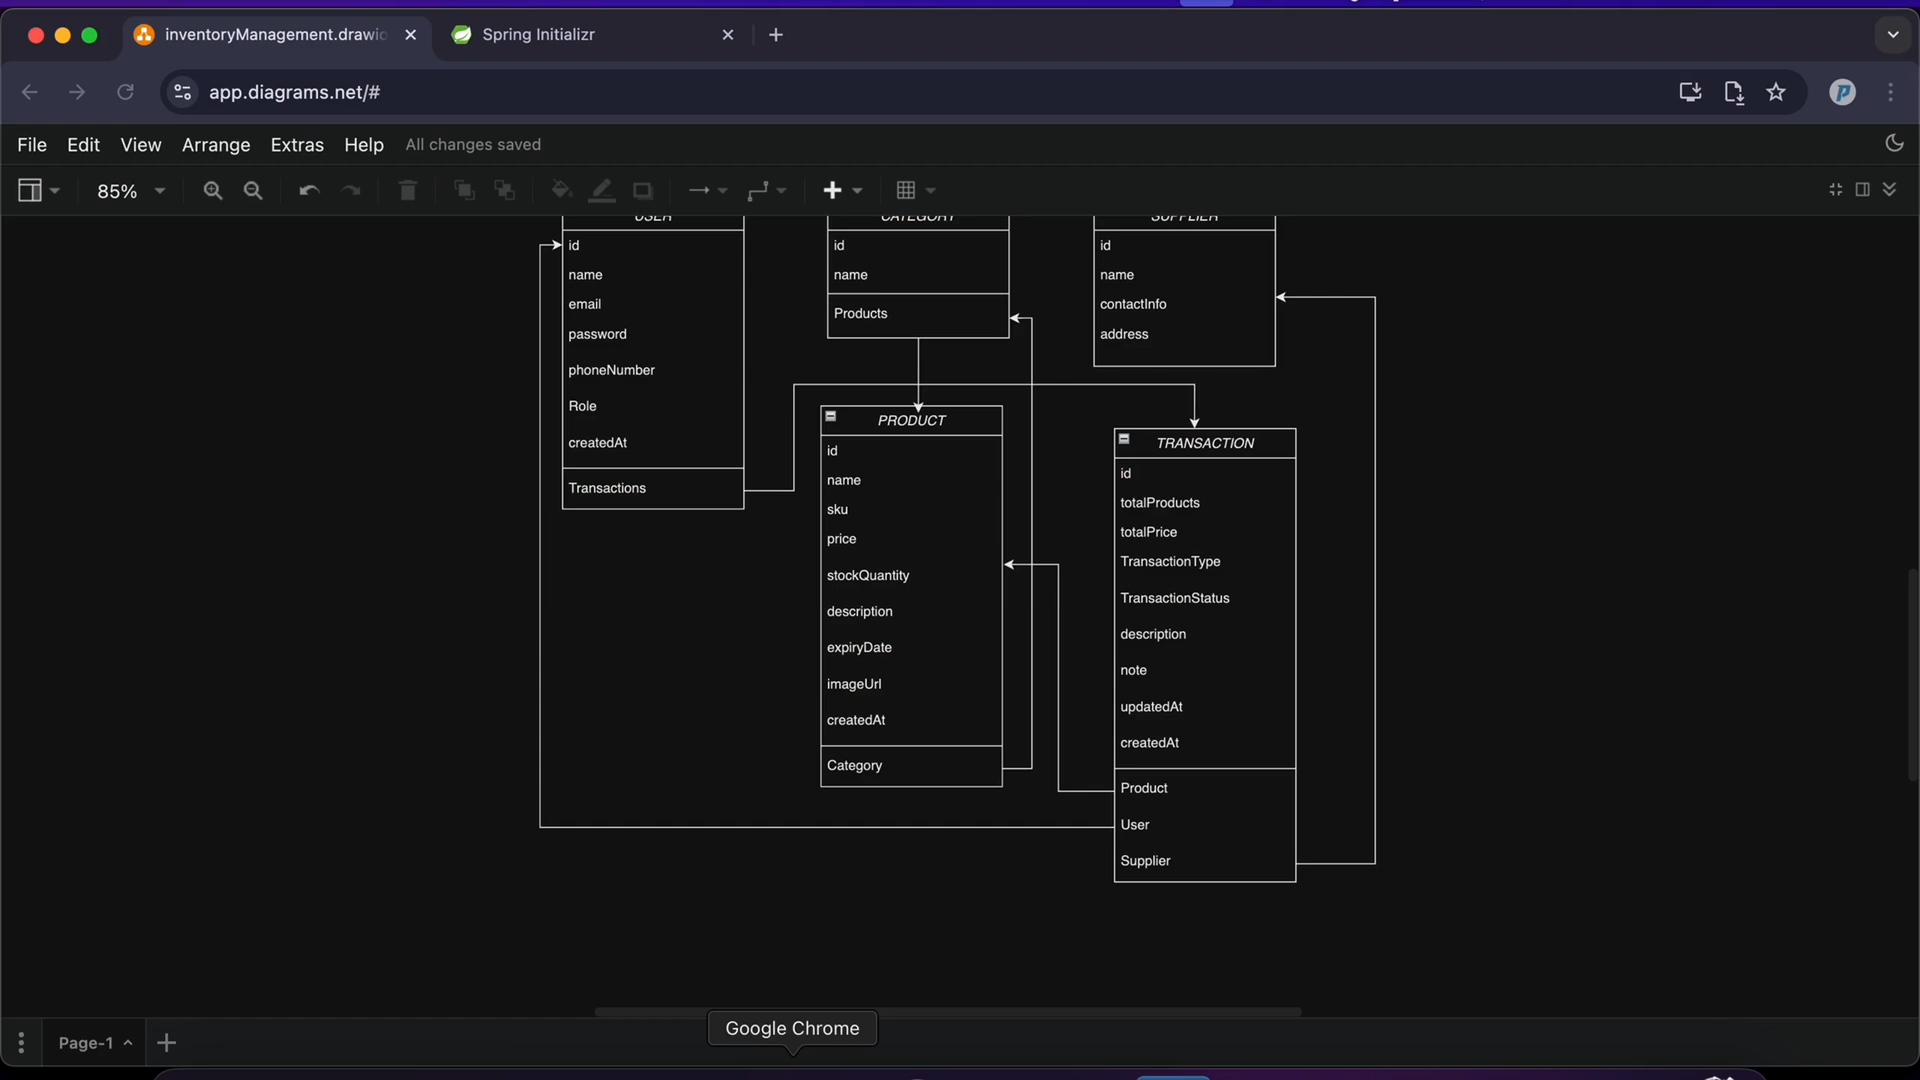 inventoryManagement.drawio
Spring Initializr
app.diagrams.net/#
File Edit View Arrange Extras Help All changes saved
85%
USER
id
name
email
password
phoneNumber
Role
createdAt
Transactions
CATEGORY
id
name
Products
SUPPLIER
id
name
contactInfo
address
PRODUCT
id
name
sku
price
stockQuantity
description
expiryDate
imageUrl
createdAt
Category
TRANSACTION
id
totalProducts
totalPrice
TransactionType
TransactionStatus
description
note
updatedAt
createdAt
Product
User
Supplier
Page-1
Google Chrome